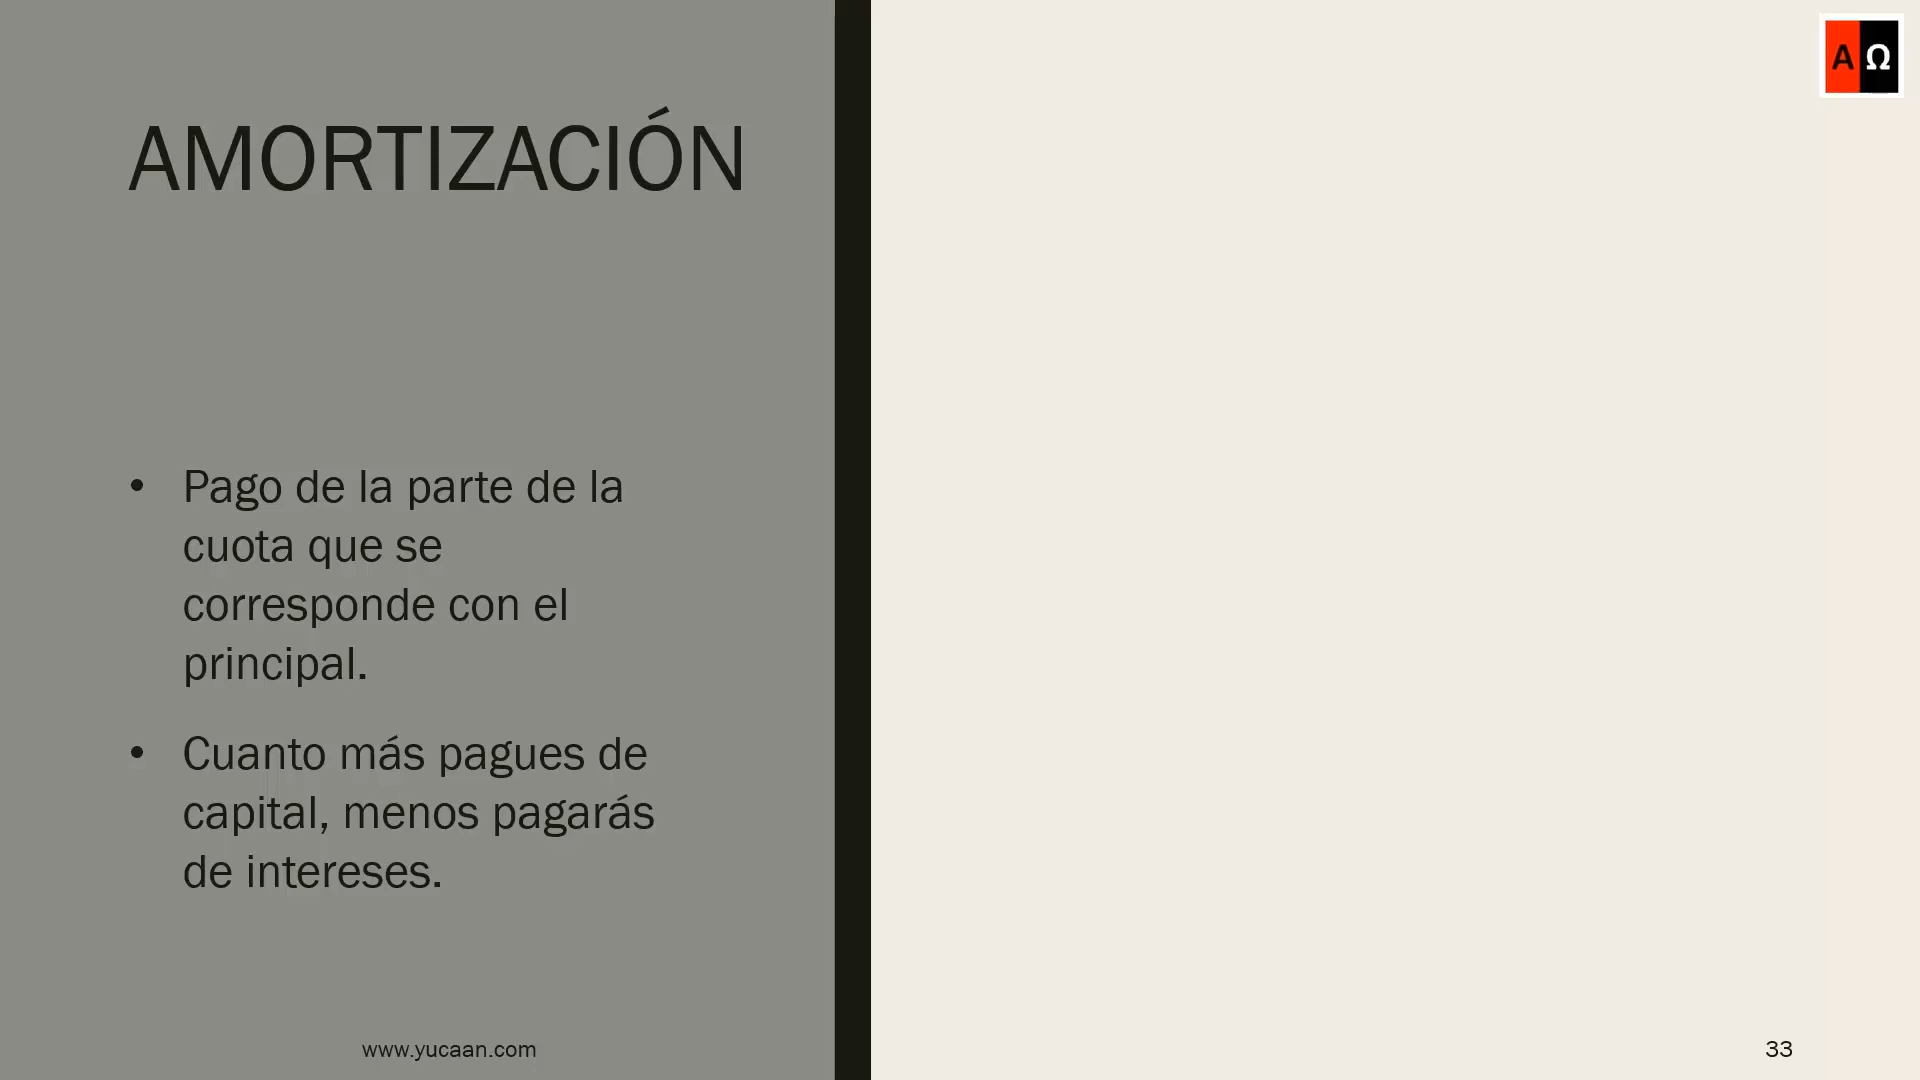 AΩ
AMORTIZACIÓN
• Pago de la parte de la
cuota que se
corresponde con el
principal.
• Cuanto más pagues de
capital, menos pagarás
de intereses.
www.yucaan.com
33